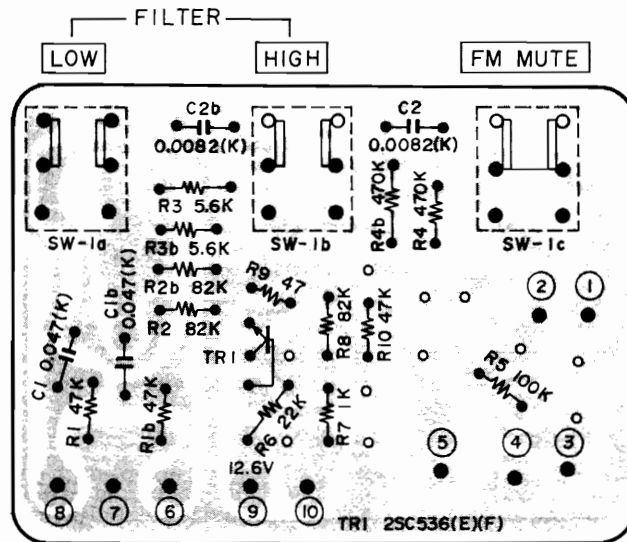 FILTER
LOW
HIGH
FM MUTE
C2b
0.0082(K)
C2
0.0082(K)
SW-1a
SW-1b
SW-1c
R3 5.6K
R3b 5.6K
R2b 82K
R2 82K
R4b 470K
R4 470K
R9 47
C1 0.047(K)
C1b 0.047(K)
TR1
R8 82K
R10 47K
2
1
R5 100K
R1 47K
R1b 47K
R6 22K
R7 1K
12.6V
5
4
3
8
7
6
9
10
TR1 2SC536(E)(F)